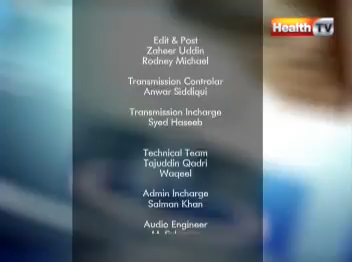 Health TV
Edit & Post
Zaheer Uddin
Rodney Michael
Transmission Controlar
Anwar Siddiqui
Transmission Incharge
Syed Haseeb
Technical Team
Tajuddin Qadri
Waqeel
Admin Incharge
Salman Khan
Audio Engineer